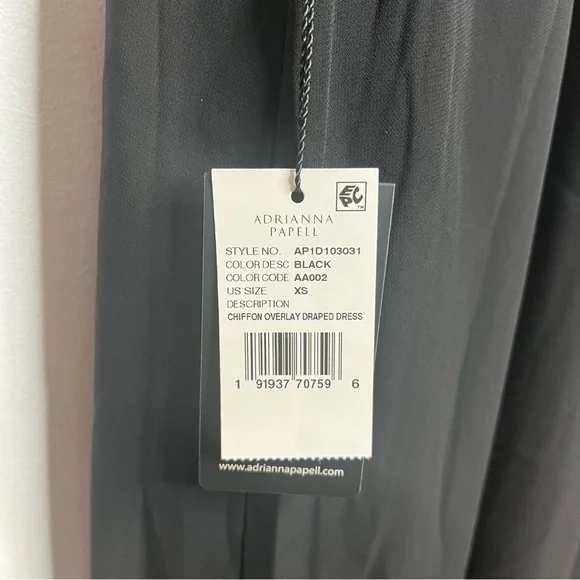 EPC™
ADRIANNA
PAPELL
STYLE NO. AP1D103031
COLOR DESC BLACK
COLOR CODE AA002
US SIZE XS
DESCRIPTION
CHIFFON OVERLAY DRAPED DRESS
1 91937 70759 6
www.adriannapapell.com